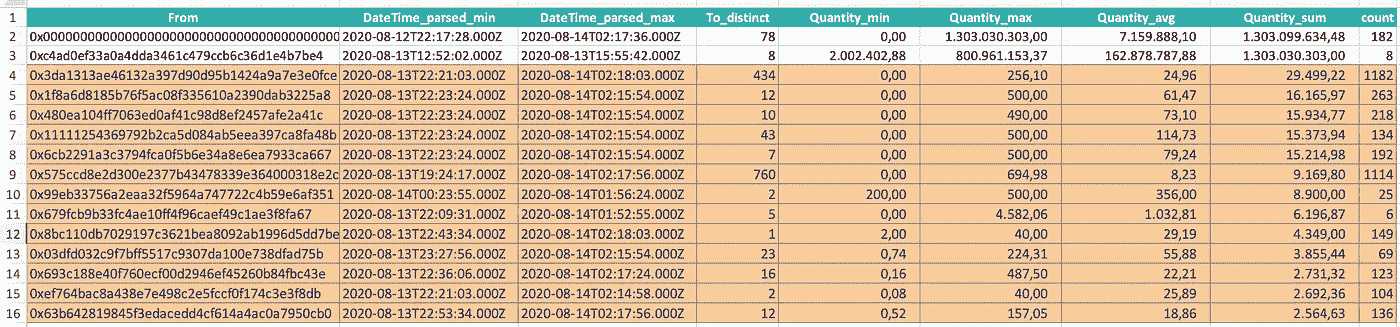 From DateTime_parsed_min DateTime_parsed_max To_distinct Quantity_min Quantity_max Quantity_avg Quantity_sum count
1
2 0x0000000000000000000000000000000000000000 2020-08-12T22:17:28.000Z 2020-08-14T02:17:36.000Z 78 0,00 1.303.030.303,00 7.159.888,10 1.303.099.634,48 182
3 0xc4ad0ef33a0a4dda3461c479ccb6c36d1e4b7be4 2020-08-13T12:52:02.000Z 2020-08-13T15:55:42.000Z 8 2.002.402,88 800.961.153,37 162.878.787,88 1.303.030.303,00 8
4 0x3da1313ae46132a397d90d95b1424a9a7e3e0fce 2020-08-13T22:21:03.000Z 2020-08-14T02:18:03.000Z 434 0,00 256,10 24,96 29.499,22 1182
5 0x1f8a6d8185b76f5ac08f335610a2390dab3225a8 2020-08-13T22:23:24.000Z 2020-08-14T02:15:54.000Z 12 0,00 500,00 61,47 16.165,97 263
6 0x480ea104ff7063ed0af41c98d8ef2457afe2a41c 2020-08-13T22:23:24.000Z 2020-08-14T02:15:54.000Z 10 0,00 490,00 73,10 15.934,77 218
7 0x11111254369792b2ca5d084ab5eea397ca8fa48b 2020-08-13T22:23:24.000Z 2020-08-14T02:15:54.000Z 43 0,00 500,00 114,73 15.373,94 134
8 0x6cb2291a3c3794fca0f5b6e34a8e6ea7933ca667 2020-08-13T22:23:24.000Z 2020-08-14T02:15:54.000Z 7 0,00 500,00 79,24 15.214,98 192
9 0x575ccd8e2d300e2377b43478339e364000318e2c 2020-08-13T19:24:17.000Z 2020-08-14T02:17:56.000Z 760 0,00 694,98 8,23 9.169,80 1114
10 0x99eb33756a2eaa32f5964a747722c4b59e6af351 2020-08-14T00:23:55.000Z 2020-08-14T01:56:24.000Z 2 200,00 500,00 356,00 8.900,00 25
11 0x679fcb9b33fc4ae10ff4f96caef49c1ae3f8fa67 2020-08-13T22:09:31.000Z 2020-08-14T01:52:55.000Z 5 0,00 4.582,06 1.032,81 6.196,87 6
12 0x8bc110db7029197c3621bea8092ab1996d5dd7be 2020-08-13T22:43:34.000Z 2020-08-14T02:18:03.000Z 1 2,00 40,00 29,19 4.349,00 149
13 0x03dfd032c9f7bff5517c9307da100e738dfad75b 2020-08-13T23:27:56.000Z 2020-08-14T02:15:54.000Z 23 0,74 224,31 55,88 3.855,44 69
14 0x693c188e40f760ecf00d2946ef45260b84fbc43e 2020-08-13T22:36:06.000Z 2020-08-14T02:17:24.000Z 16 0,16 487,50 22,21 2.731,32 123
15 0xef764bac8a438e7e498c2e5fccf0f174c3e3f8db 2020-08-13T22:21:03.000Z 2020-08-14T02:14:58.000Z 2 0,08 40,00 25,89 2.692,36 104
16 0x63b642819845f3edacedd4cf614a4ac0a7950cb0 2020-08-13T22:53:34.000Z 2020-08-14T02:17:56.000Z 12 0,52 157,05 18,86 2.564,63 136